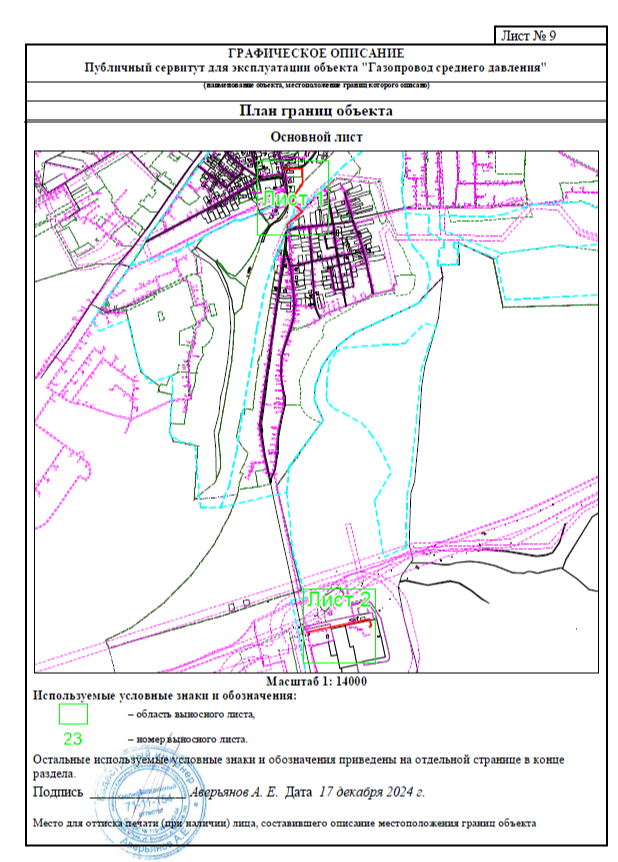 Лист № 9
ГРАФИЧЕСКОЕ ОПИСАНИЕ
Публичный сервитут для эксплуатации объекта "Газопровод среднего давления"
(наименование объекта, местоположение границ которого описано)
План границ объекта
Основной лист
Лист 1
Лист 2
Масштаб 1: 14000
Используемые условные знаки и обозначения:
– область выносного листа,
23 – номер выносного листа.
Остальные используемые условные знаки и обозначения приведены на отдельной странице в конце
раздела.
Подпись Аверьянов А. Е. Дата 17 декабря 2024 г.
Место для оттиска печати (при наличии) лица, составившего описание местоположения границ объекта